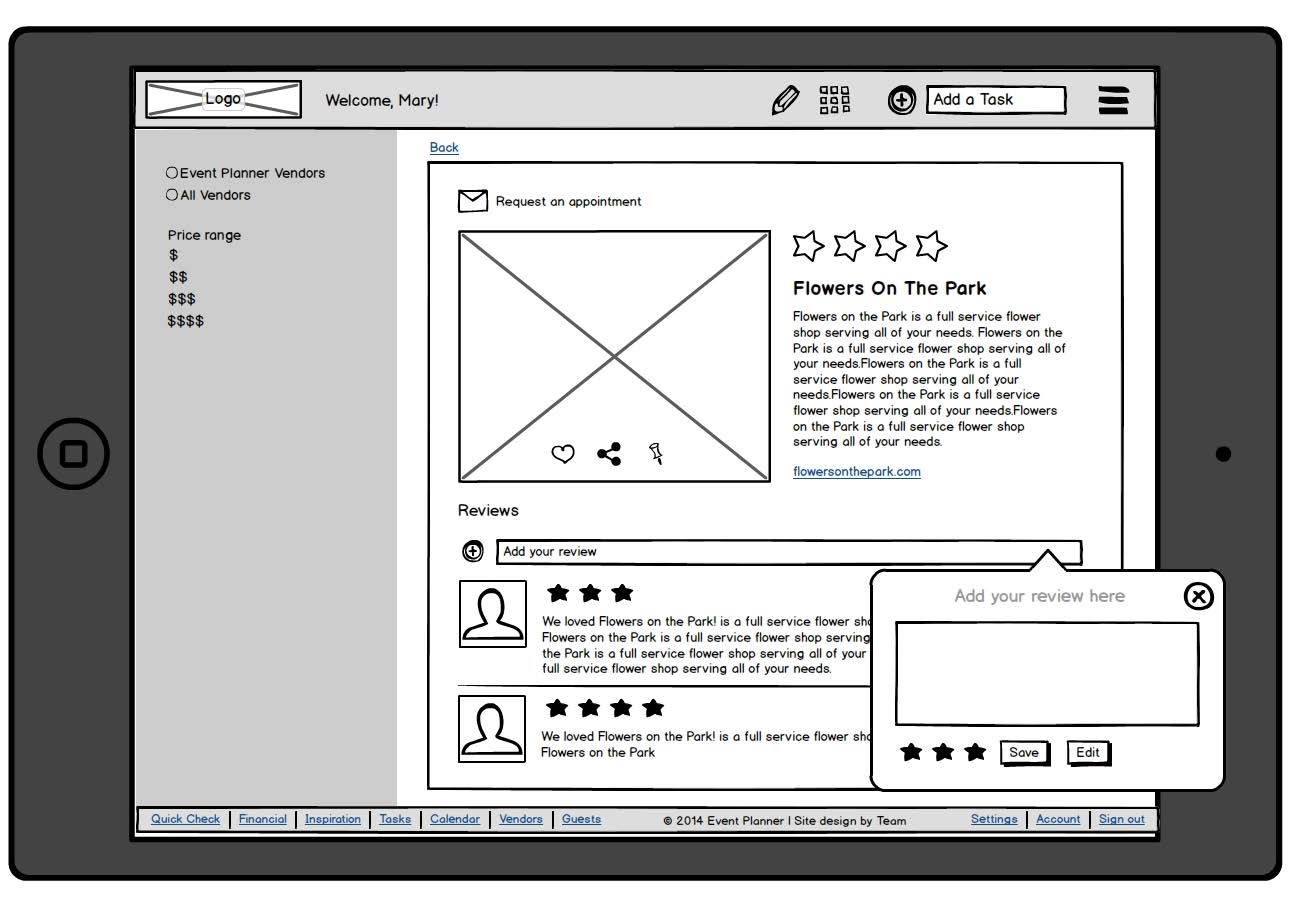 Logo
Welcome, Mary!
Add a Task
Back
Event Planner Vendors
All Vendors
Price range
$
$$
$$$
$$$$
Request an appointment
Flowers On The Park
Flowers on the Park is a full service flower
shop serving all of your needs. Flowers on the
Park is a full service flower shop serving all of
your needs.Flowers on the Park is a full
service flower shop serving all of your
needs.Flowers on the Park is a full service
flower shop serving all of your needs.Flowers
on the Park is a full service flower shop
serving all of your needs.
flowersonthepark.com
Reviews
Add your review
We loved Flowers on the Park! is a full service flower
Flowers on the Park is a full service flower shop serving
the Park is a full service flower shop serving all of your
full service flower shop serving all of your needs.
We loved Flowers on the Park! is a full service flower
Flowers on the Park
Add your review here
Save
Edit
Quick Check
Financial
Inspiration
Tasks
Calendar
Vendors
Guests
© 2014 Event Planner | Site design by Team
Settings
Account
Sign out